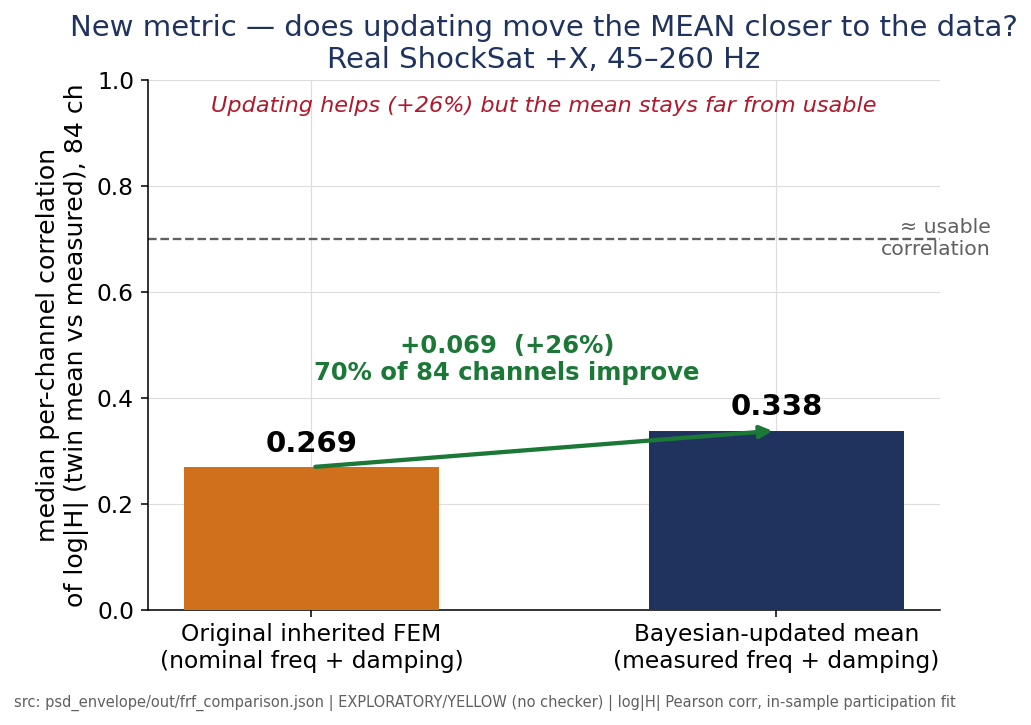 New metric — does updating move the MEAN closer to the data?
Real ShockSat +X, 45–260 Hz
Updating helps (+26%) but the mean stays far from usable
median per-channel correlation
of log|H| (twin mean vs measured), 84 ch
1.0
0.8
0.6
0.4
0.2
0.0
≈ usable
correlation
+0.069 (+26%)
70% of 84 channels improve
0.269
0.338
Original inherited FEM
(nominal freq + damping)
Bayesian-updated mean
(measured freq + damping)
src: psd_envelope/out/frf_comparison.json | EXPLORATORY/YELLOW (no checker) | log|H| Pearson corr, in-sample participation fit